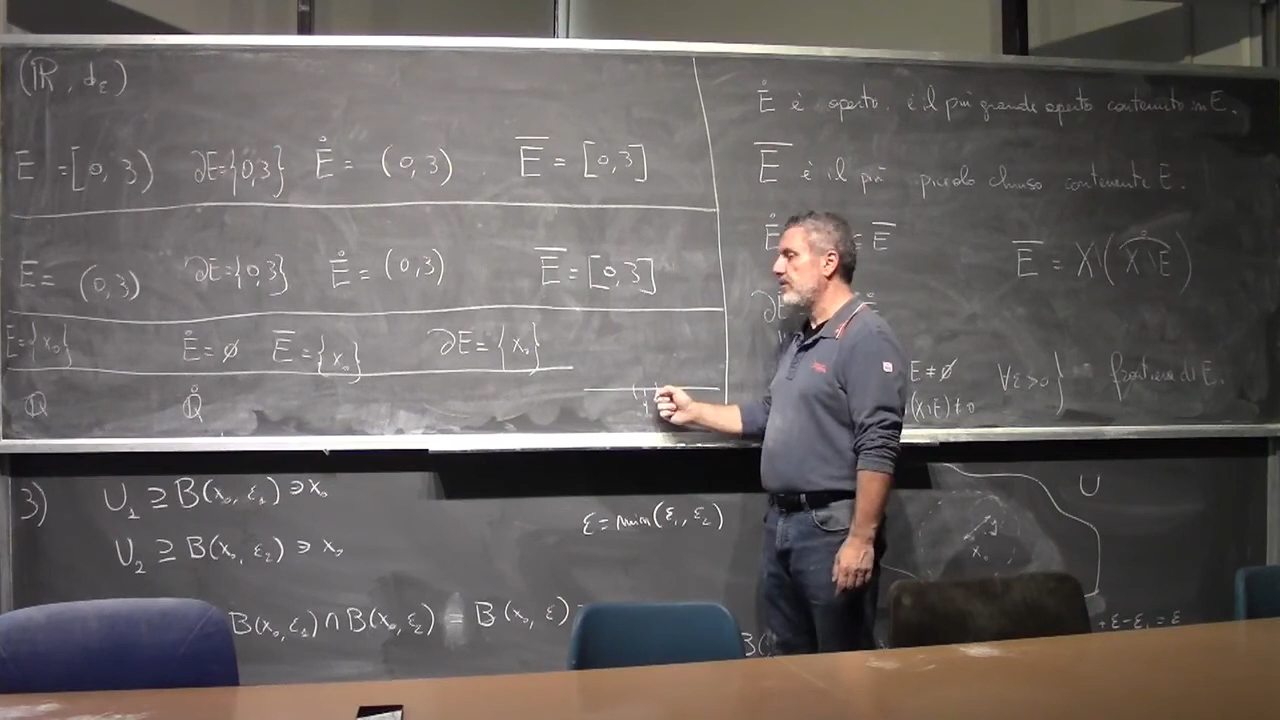 (ℝ, d_ε)
E = [0, 3) ∂E = {0,3} E̊ = (0,3) . E̅ = [0,3]
E = (0,3) ∂E = {0,3} E̊ = (0,3) E̅ = [0,3]
E = {x₀} E̊ = ∅ E̅ = {x₀} ∂E = {x₀}
ℚ ℚ̊
E̊ è aperto. è il più grande aperto contenuto in E.
E̅ è il più piccolo chiuso contenente E.
E̊ = E̅
E̅ = X\(X\E)°
∂E E̊
E ≠ ∅ ∀ε>0 } frontiera di E.
(X\E) ≠ ∅
3) U₁ ⊇ B(x₀, ε₁) ∋ x₀
U₂ ⊇ B(x₀, ε₂) ∋ x₀
ε = min(ε₁, ε₂)
B(x₀, ε₁) ∩ B(x₀, ε₂) = B(x₀, ε)
U
y
x₀
+ ε - ε₁ = ε